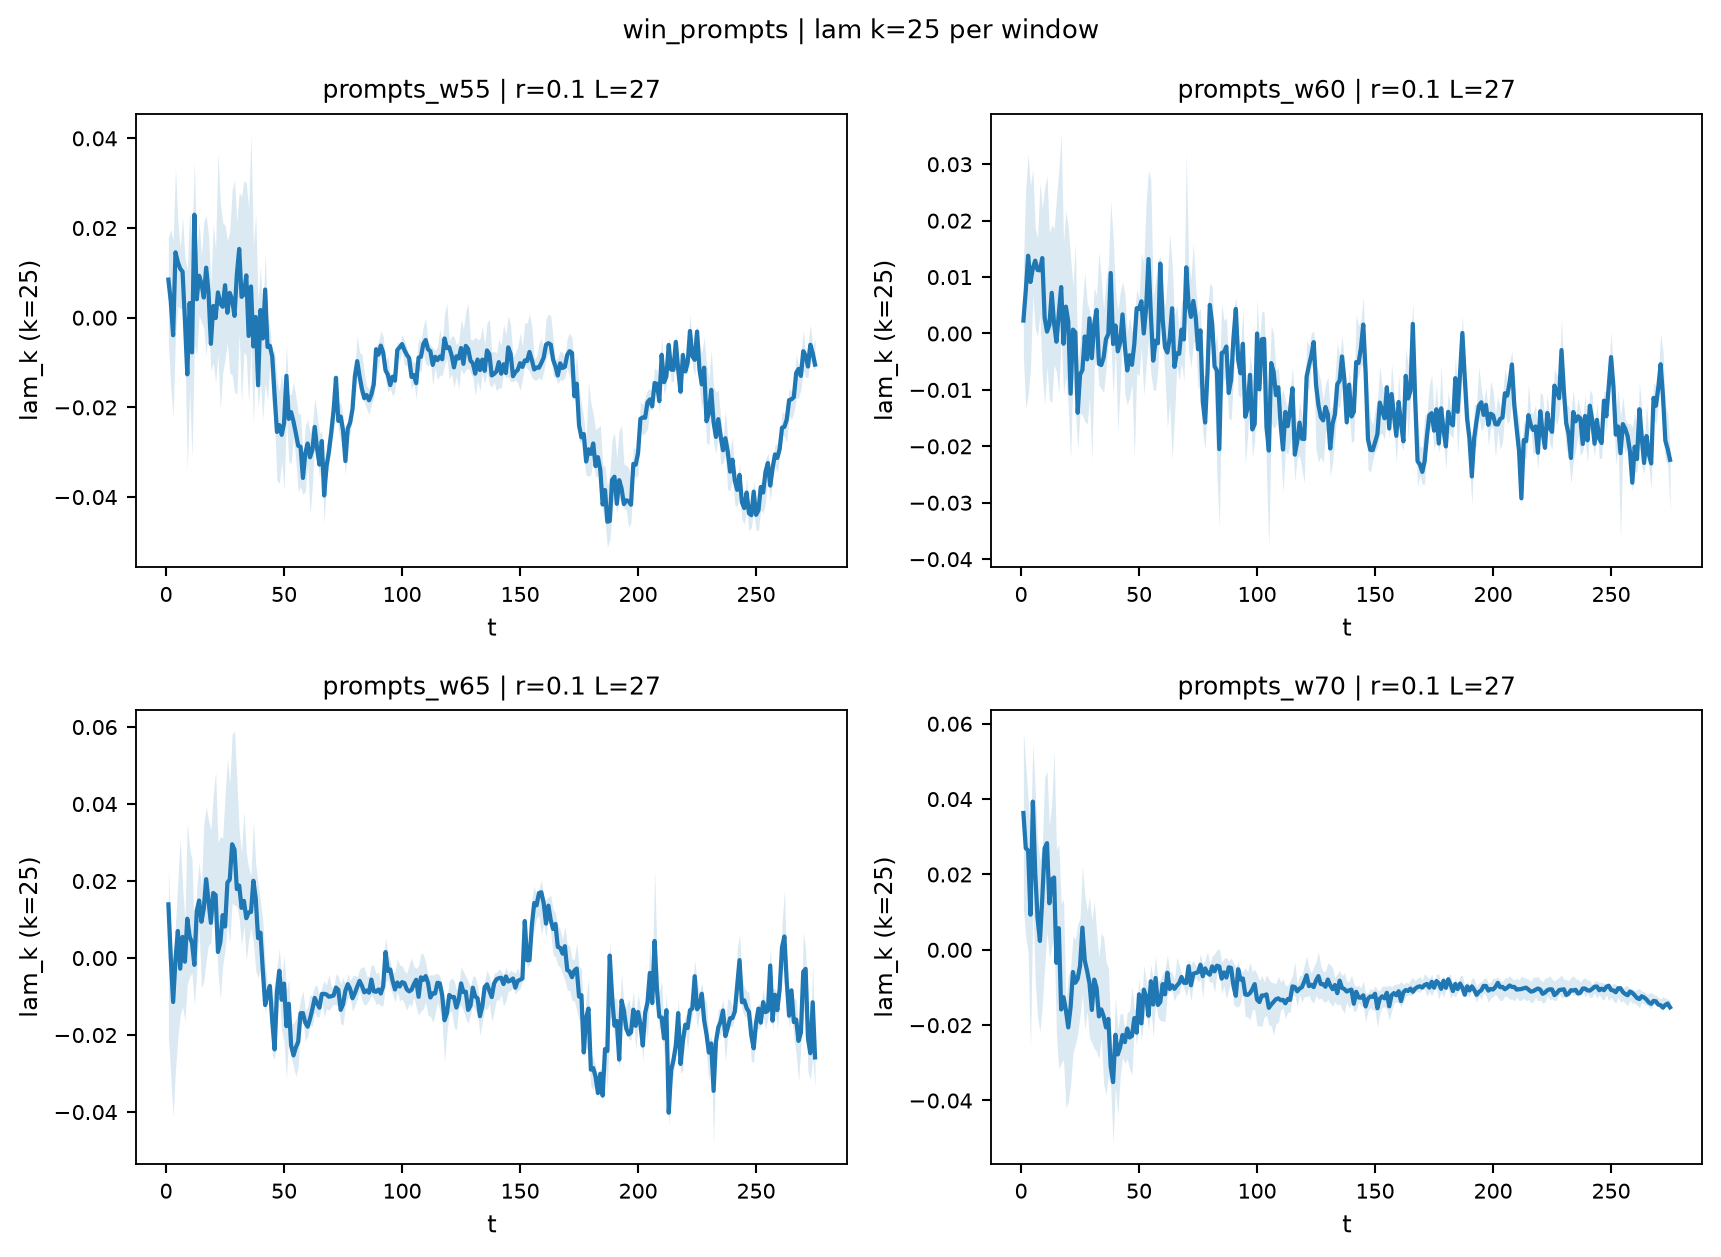 win_prompts | lam k=25 per window
prompts_w55 | r=0.1 L=27
lam_k (k=25)
0.04
0.02
0.00
−0.02
−0.04
0 50 100 150 200 250
t
prompts_w60 | r=0.1 L=27
lam_k (k=25)
0.03
0.02
0.01
0.00
−0.01
−0.02
−0.03
−0.04
0 50 100 150 200 250
t
prompts_w65 | r=0.1 L=27
lam_k (k=25)
0.06
0.04
0.02
0.00
−0.02
−0.04
0 50 100 150 200 250
t
prompts_w70 | r=0.1 L=27
lam_k (k=25)
0.06
0.04
0.02
0.00
−0.02
−0.04
0 50 100 150 200 250
t